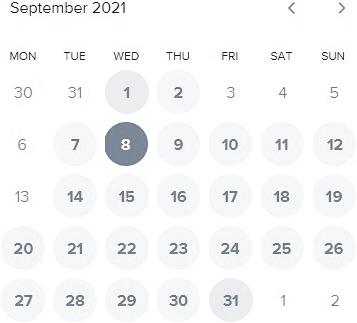 September 2021
MON TUE WED THU FRI SAT SUN
30 31 1 2 3 4 5
6 7 8 9 10 11 12
13 14 15 16 17 18 19
20 21 22 23 24 25 26
27 28 29 30 31 1 2